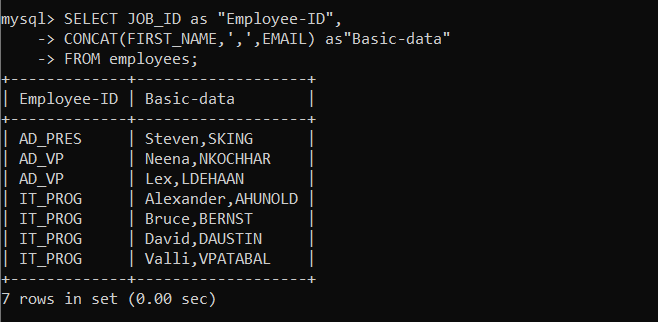 mysql> SELECT JOB_ID as "Employee-ID",
    -> CONCAT(FIRST_NAME,',',EMAIL) as"Basic-data"
    -> FROM employees;
+-------------+-------------------+
| Employee-ID | Basic-data        |
+-------------+-------------------+
| AD_PRES     | Steven,SKING      |
| AD_VP       | Neena,NKOCHHAR    |
| AD_VP       | Lex,LDEHAAN       |
| IT_PROG     | Alexander,AHUNOLD |
| IT_PROG     | Bruce,BERNST      |
| IT_PROG     | David,DAUSTIN     |
| IT_PROG     | Valli,VPATABAL    |
+-------------+-------------------+
7 rows in set (0.00 sec)